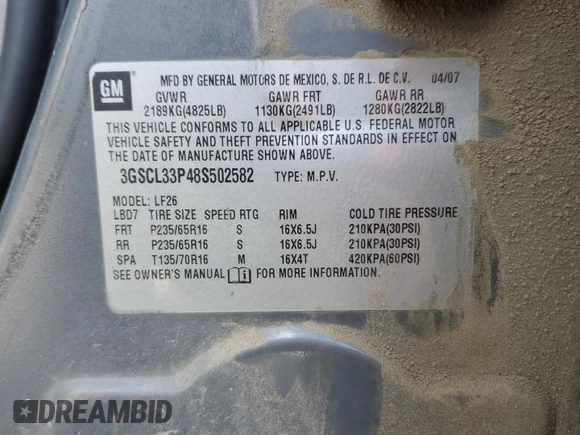 GM
MFD BY GENERAL MOTORS DE MEXICO, S. DE R.L. DE C.V. 04/07
GVWR GAWR FRT GAWR RR
2189KG(4825LB) 1130KG(2491LB) 1280KG(2822LB)
THIS VEHICLE CONFORMS TO ALL APPLICABLE U.S. FEDERAL MOTOR
VEHICLE SAFETY AND THEFT PREVENTION STANDARDS IN EFFECT ON
THE DATE OF MANUFACTURE SHOWN ABOVE.
3GSCL33P48S502582 TYPE: M.P.V.
MODEL: LF26
LBD7 TIRE SIZE SPEED RTG RIM COLD TIRE PRESSURE
FRT P235/65R16 S 16X6.5J 210KPA(30PSI)
RR P235/65R16 S 16X6.5J 210KPA(30PSI)
SPA T135/70R16 M 16X4T 420KPA(60PSI)
SEE OWNER'S MANUAL FOR MORE INFORMATION.
DREAMBID